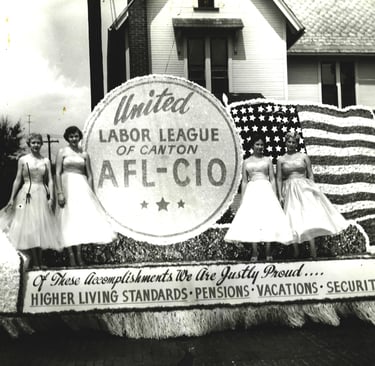 United
LABOR LEAGUE
OF CANTON
AFL-CIO
Of These Accomplishments We Are Justly Proud....
HIGHER LIVING STANDARDS · PENSIONS · VACATIONS · SECURIT